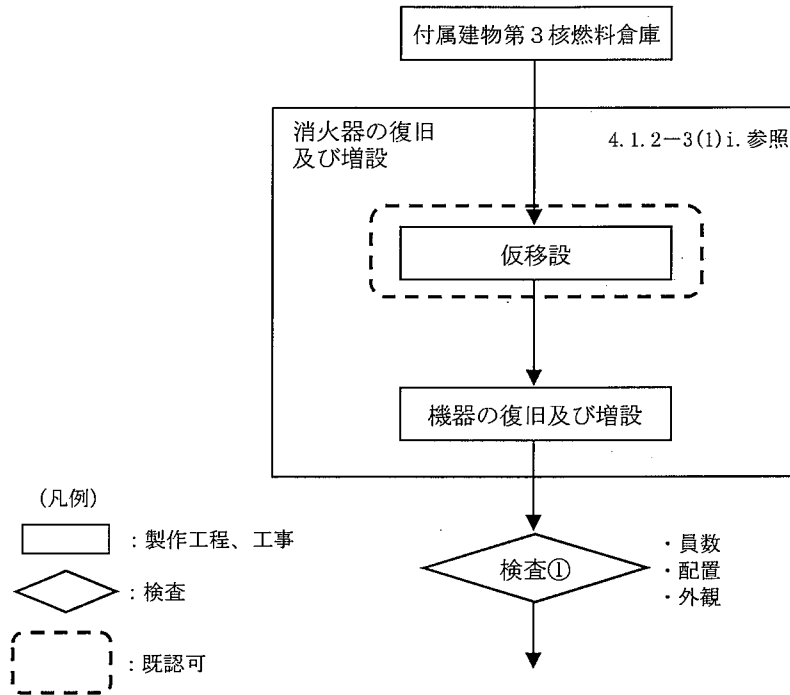 付属建物第3核燃料倉庫
消火器の復旧
及び増設
4.1.2－3(1)i.参照
仮移設
機器の復旧及び増設
検査①
・員数
・配置
・外観
(凡例)
：製作工程、工事
：検査
：既認可